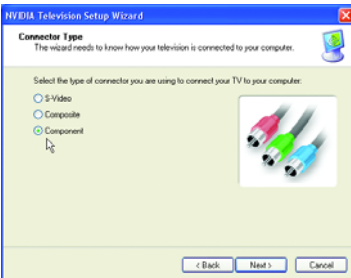 NVIDIA Television Setup Wizard
Connector Type
The wizard needs to know how your television is connected to your computer.
Select the type of connector you are using to connect your TV to your computer:
S-Video
Composite
Component
< Back
Next >
Cancel